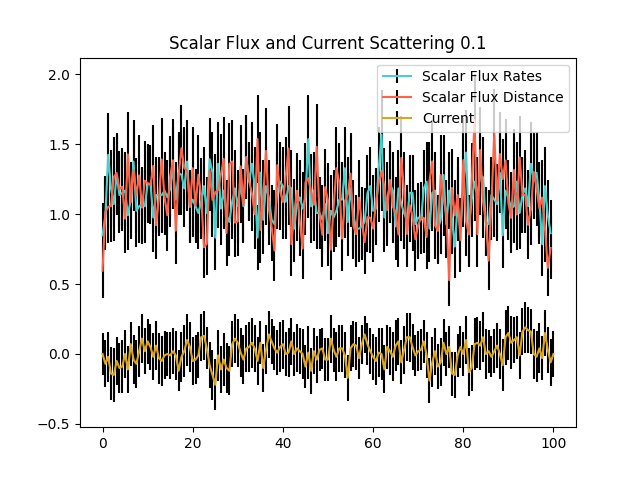 Scalar Flux and Current Scattering 0.1
Scalar Flux Rates
Scalar Flux Distance
Current
2.0
1.5
1.0
0.5
0.0
−0.5
0 20 40 60 80 100